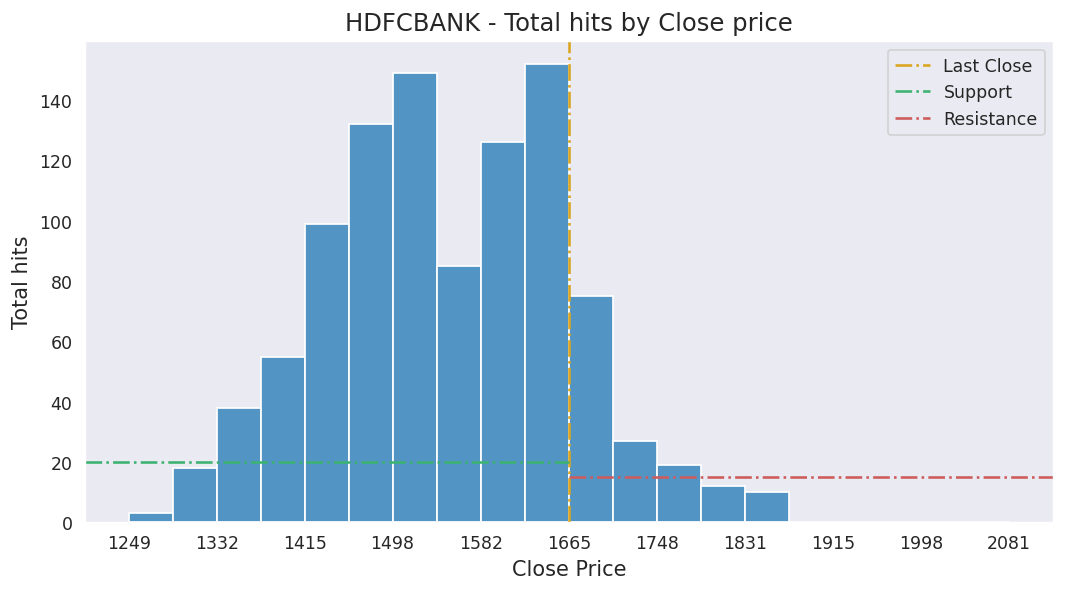 HDFCBANK - Total hits by Close price
Last Close
Support
Resistance
Total hits
140
120
100
80
60
40
20
0
1249 1332 1415 1498 1582 1665 1748 1831 1915 1998 2081
Close Price